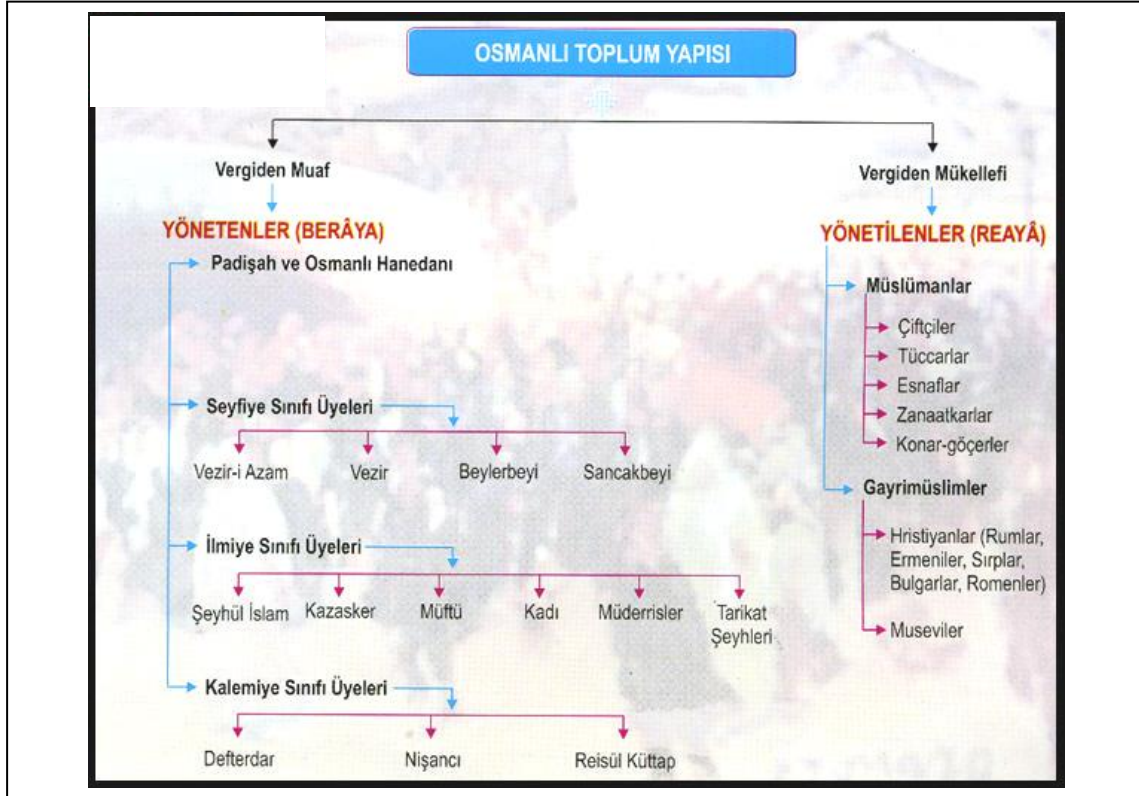 OSMANLI TOPLUM YAPISI
Vergiden Muaf
YÖNETENLER (BERÂYA)
Padişah ve Osmanlı Hanedanı
Seyfiye Sınıfı Üyeleri
Vezir-i Azam
Vezir
Beylerbeyi
Sancakbeyi
İlmiye Sınıfı Üyeleri
Şeyhül İslam
Kazasker
Müftü
Kadı
Müderrisler
Tarikat
Şeyhleri
Kalemiye Sınıfı Üyeleri
Defterdar
Nişancı
Reisül Küttap
Vergiden Mükellefi
YÖNETİLENLER (REAYÂ)
Müslümanlar
Çiftçiler
Tüccarlar
Esnaflar
Zanaatkarlar
Konar-göçerler
Gayrimüslimler
Hristiyanlar (Rumlar,
Ermeniler, Sırplar,
Bulgarlar, Romenler)
Museviler